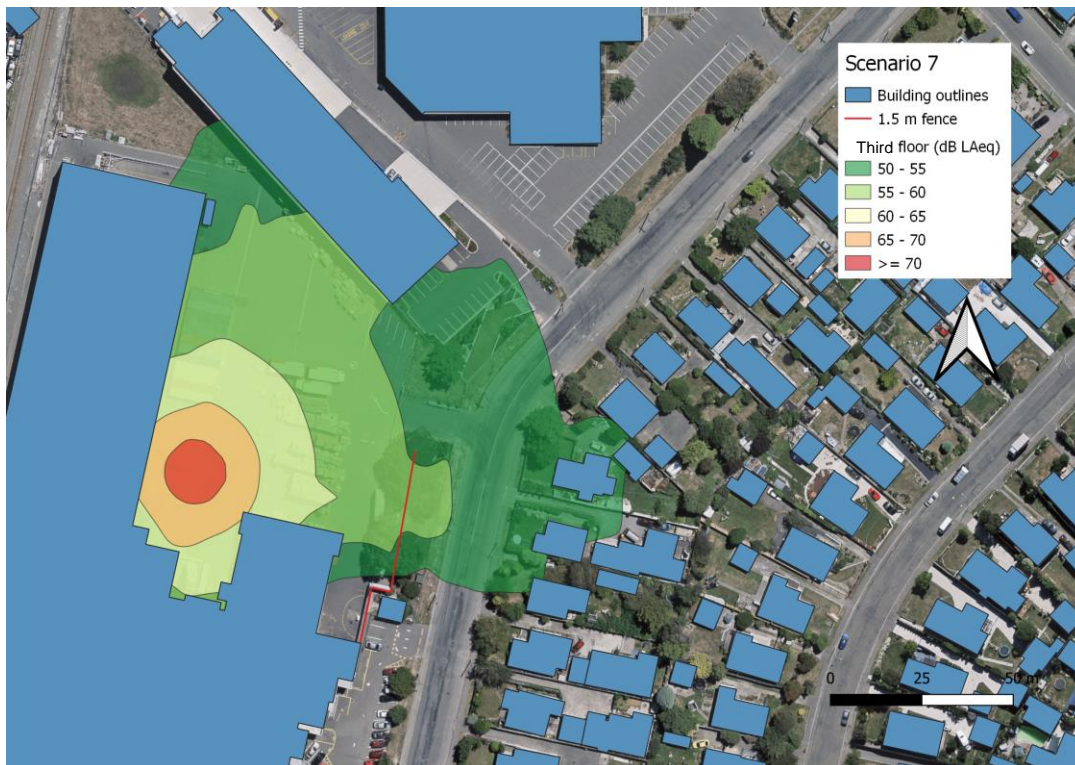 Scenario 7
Building outlines
1.5 m fence
Third floor (dB LAeq)
50 - 55
55 - 60
60 - 65
65 - 70
>= 70
0 25 50 m